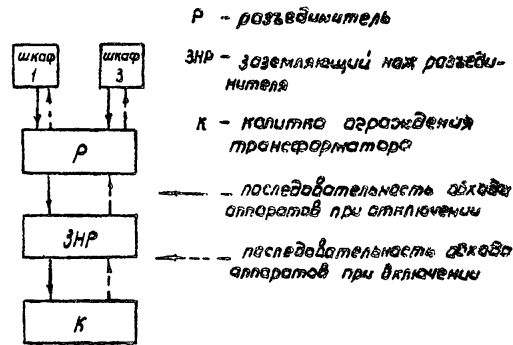 шкаф
1
шкаф
3
Р
ЗНР
К
Р – разъединитель
ЗНР – заземляющий нож разъеди-
нителя
К – калитка ограждения
трансформатора
последовательность обхода
аппаратов при отключении
последовательность обхода
аппаратов при включении